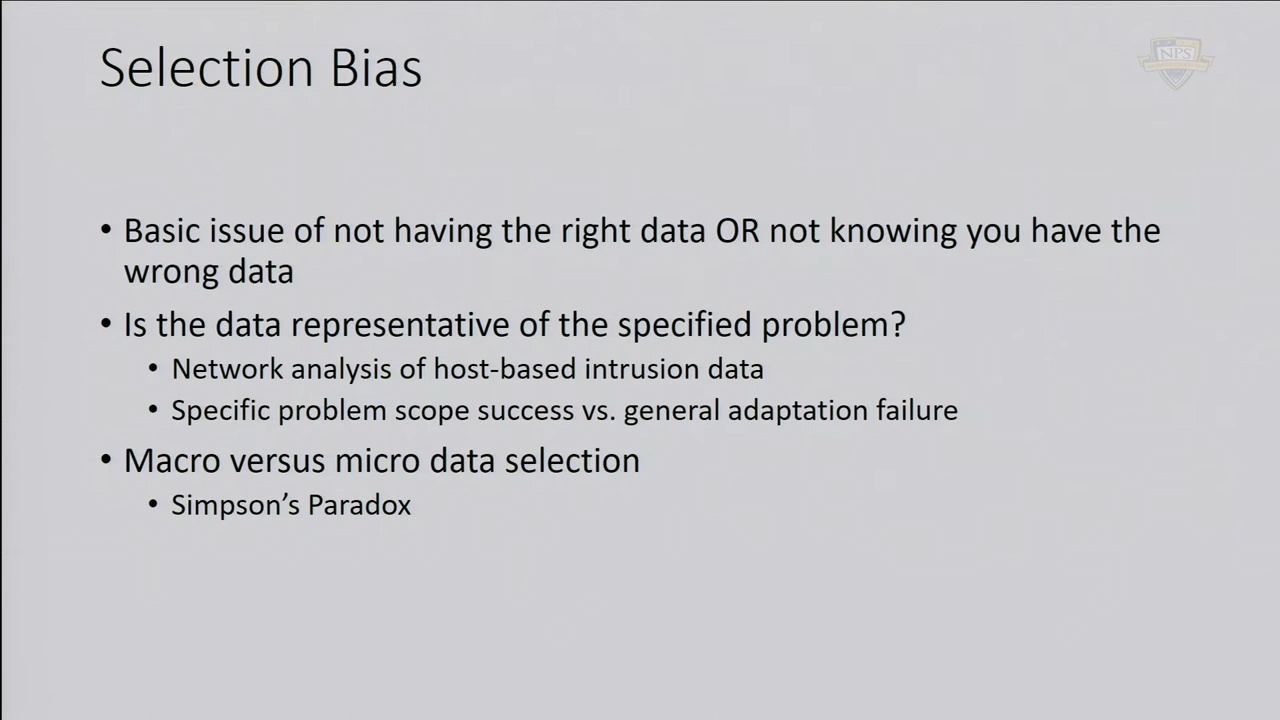 Selection Bias
NPS
• Basic issue of not having the right data OR not knowing you have the
wrong data
• Is the data representative of the specified problem?
• Network analysis of host-based intrusion data
• Specific problem scope success vs. general adaptation failure
• Macro versus micro data selection
• Simpson’s Paradox